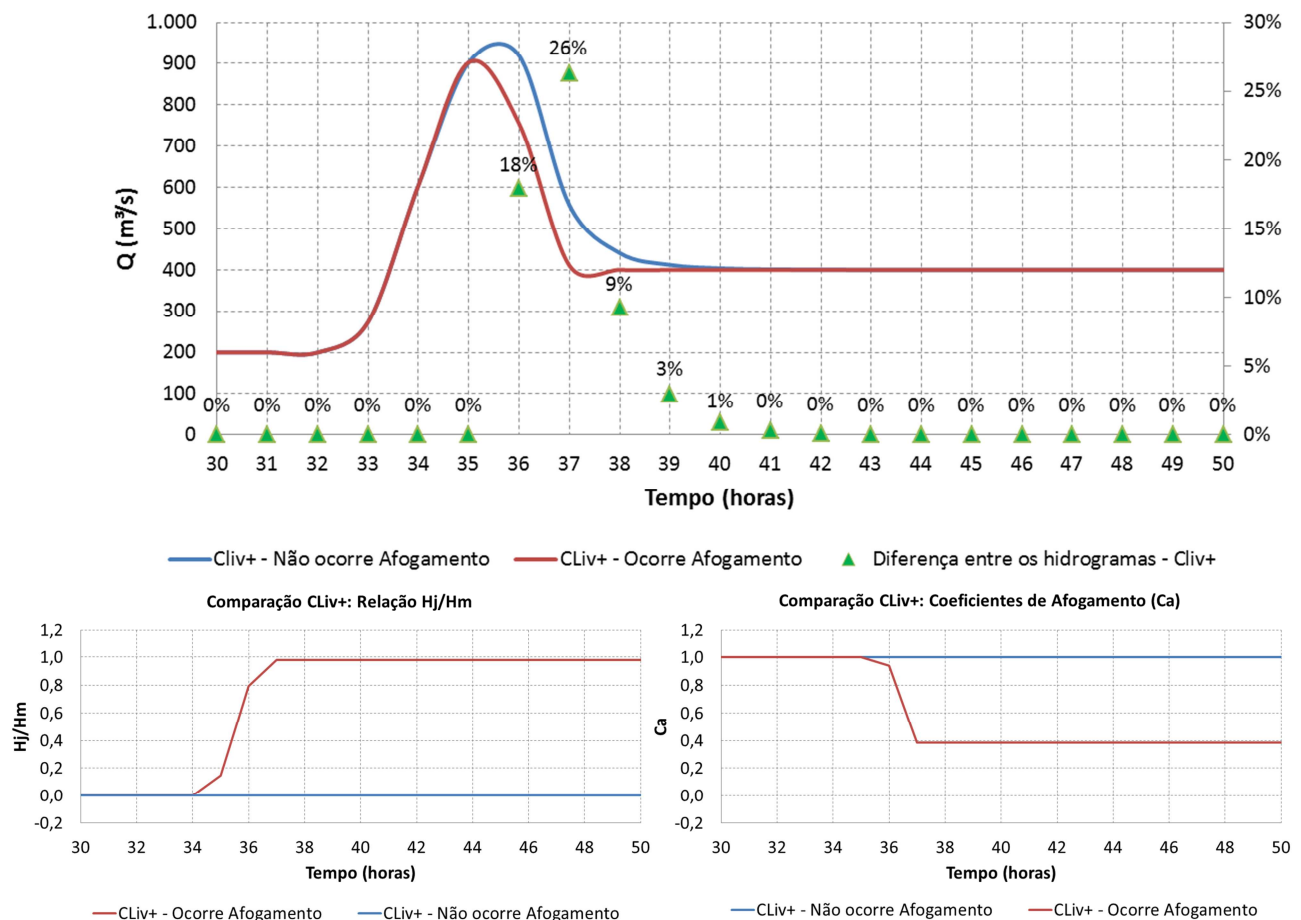 1.000
900
800
700
600
500
400
300
200
100
0
Q (m³/s)
30%
25%
20%
15%
10%
5%
0%
0% 0% 0% 0% 0% 0% 18% 26% 9% 3% 1% 0% 0% 0% 0% 0% 0% 0% 0% 0% 0%
30 31 32 33 34 35 36 37 38 39 40 41 42 43 44 45 46 47 48 49 50
Tempo (horas)
Cliv+ - Não ocorre Afogamento CLiv+ - Ocorre Afogamento Diferença entre os hidrogramas - Cliv+
Comparação CLiv+: Relação Hj/Hm
1,2
1,0
0,8
0,6
0,4
0,2
0,0
-0,2
Hj/Hm
30 32 34 36 38 40 42 44 46 48 50
Tempo (horas)
CLiv+ - Ocorre Afogamento CLiv+ - Não ocorre Afogamento
Comparação CLiv+: Coeficientes de Afogamento (Ca)
1,2
1,0
0,8
0,6
0,4
0,2
0,0
-0,2
Ca
30 32 34 36 38 40 42 44 46 48 50
Tempo (horas)
CLiv+ - Não ocorre Afogamento CLiv+ - Ocorre Afogamento